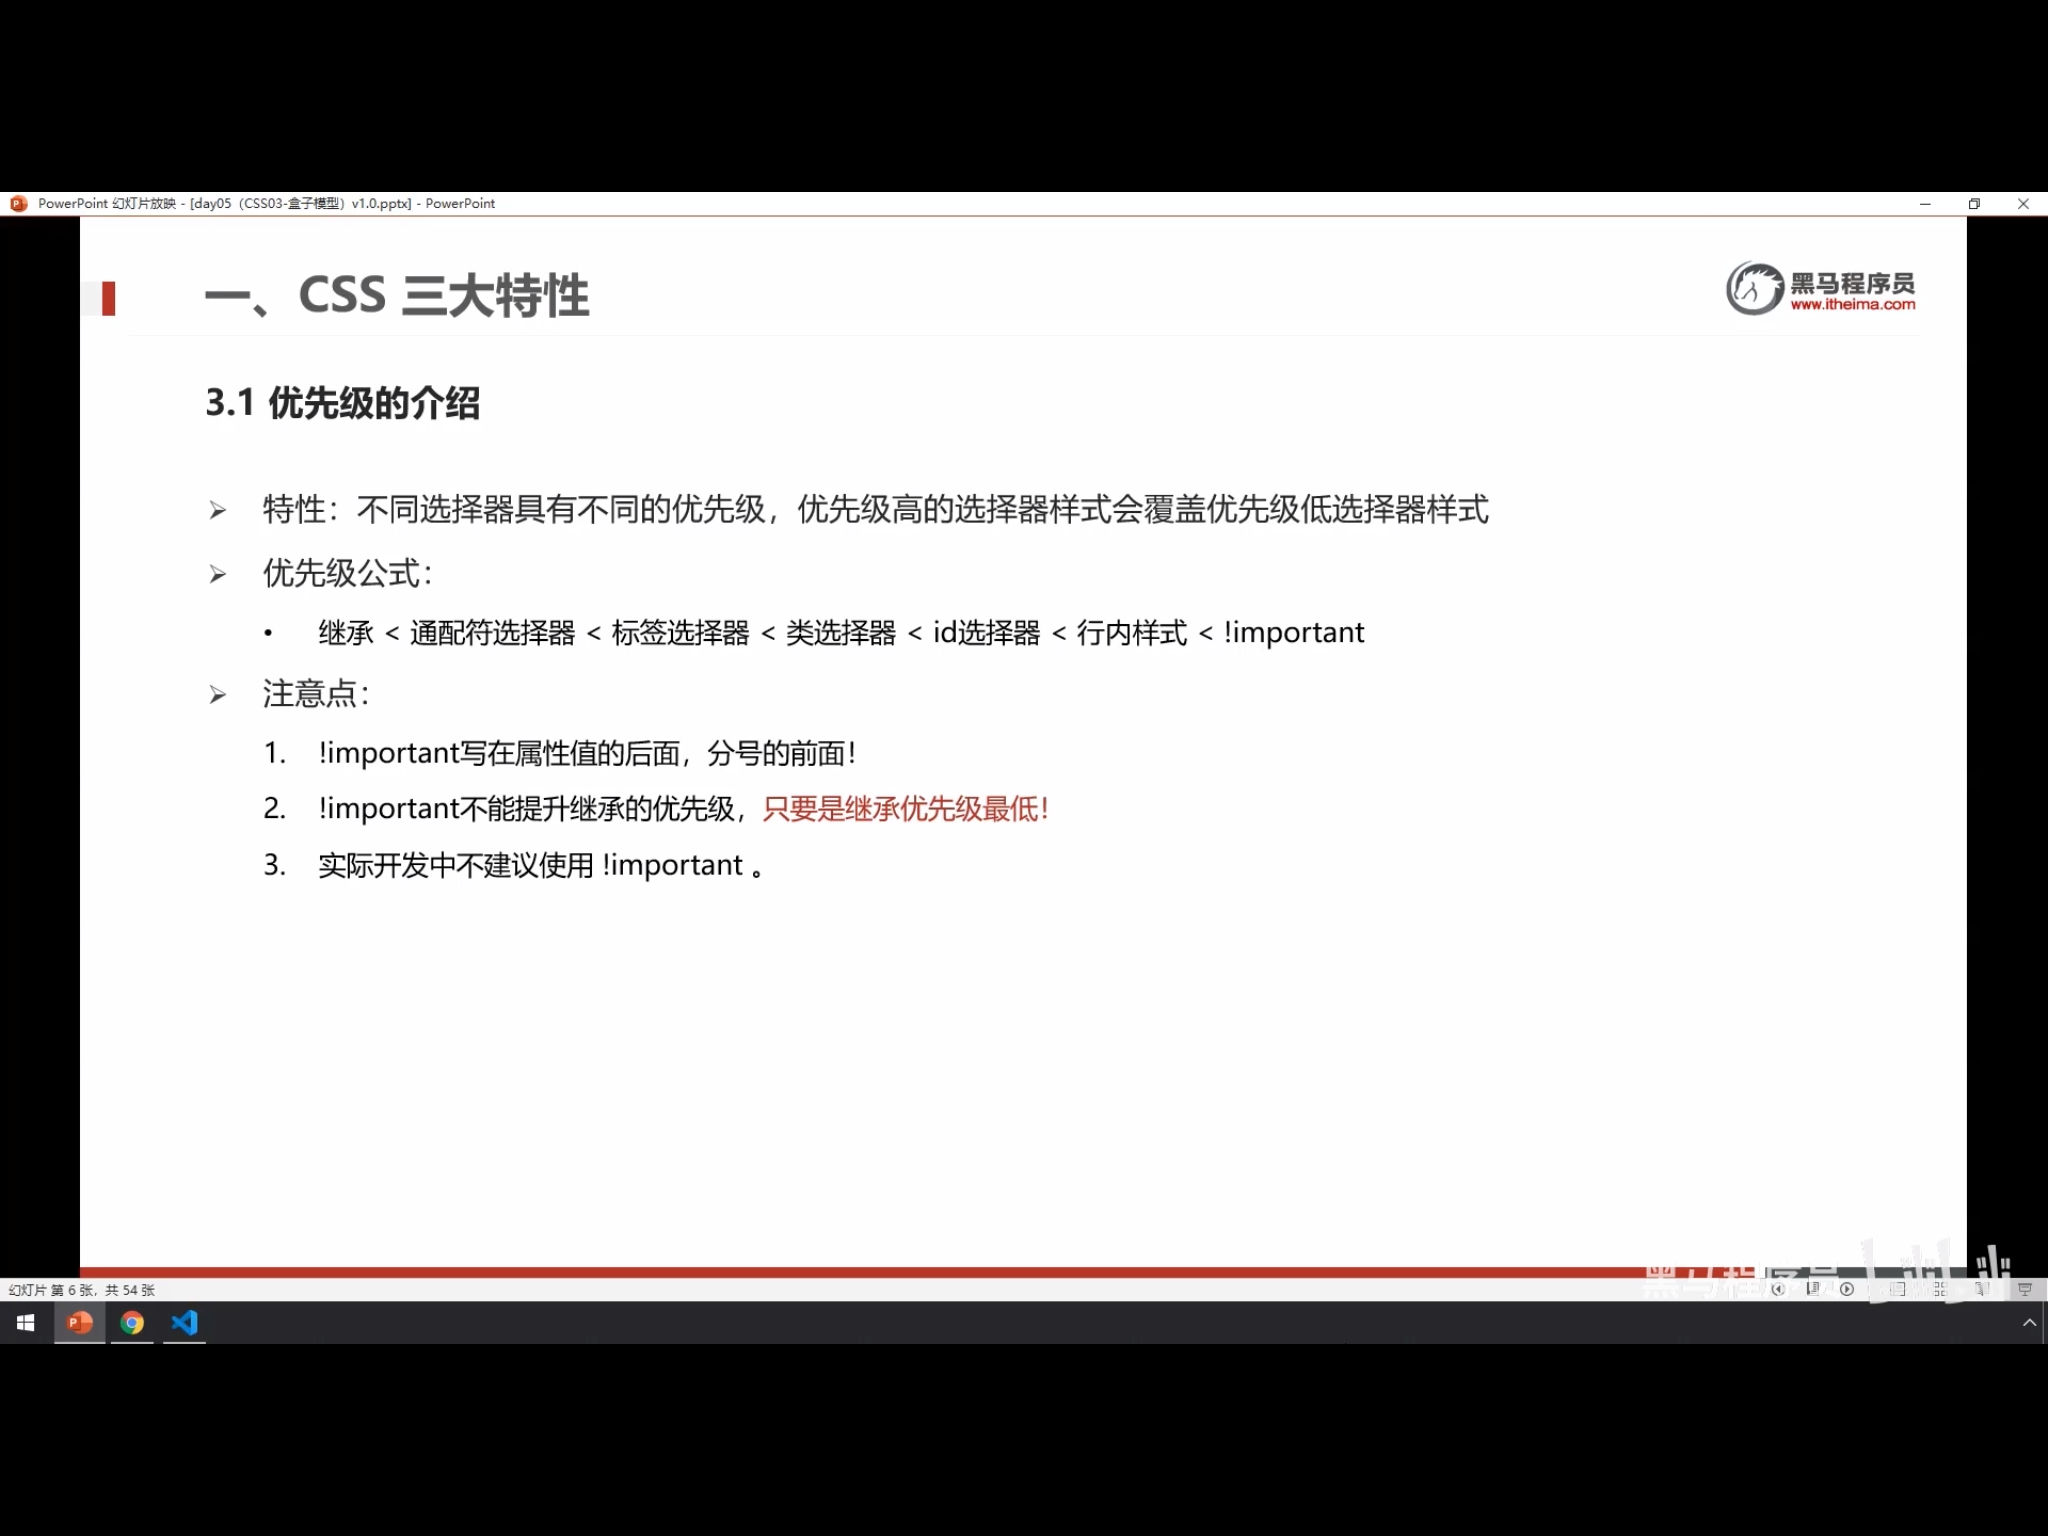 PowerPoint 幻灯片放映 - [day05（CSS03-盒子模型）v1.0.pptx] - PowerPoint
一、CSS 三大特性
黑马程序员
www.itheima.com
3.1 优先级的介绍
特性：不同选择器具有不同的优先级，优先级高的选择器样式会覆盖优先级低选择器样式
优先级公式：
• 继承 < 通配符选择器 < 标签选择器 < 类选择器 < id选择器 < 行内样式 < !important
注意点：
1. !important写在属性值的后面，分号的前面！
2. !important不能提升继承的优先级，只要是继承优先级最低！
3. 实际开发中不建议使用 !important 。
黑马程序员
幻灯片 第 6 张，共 54 张